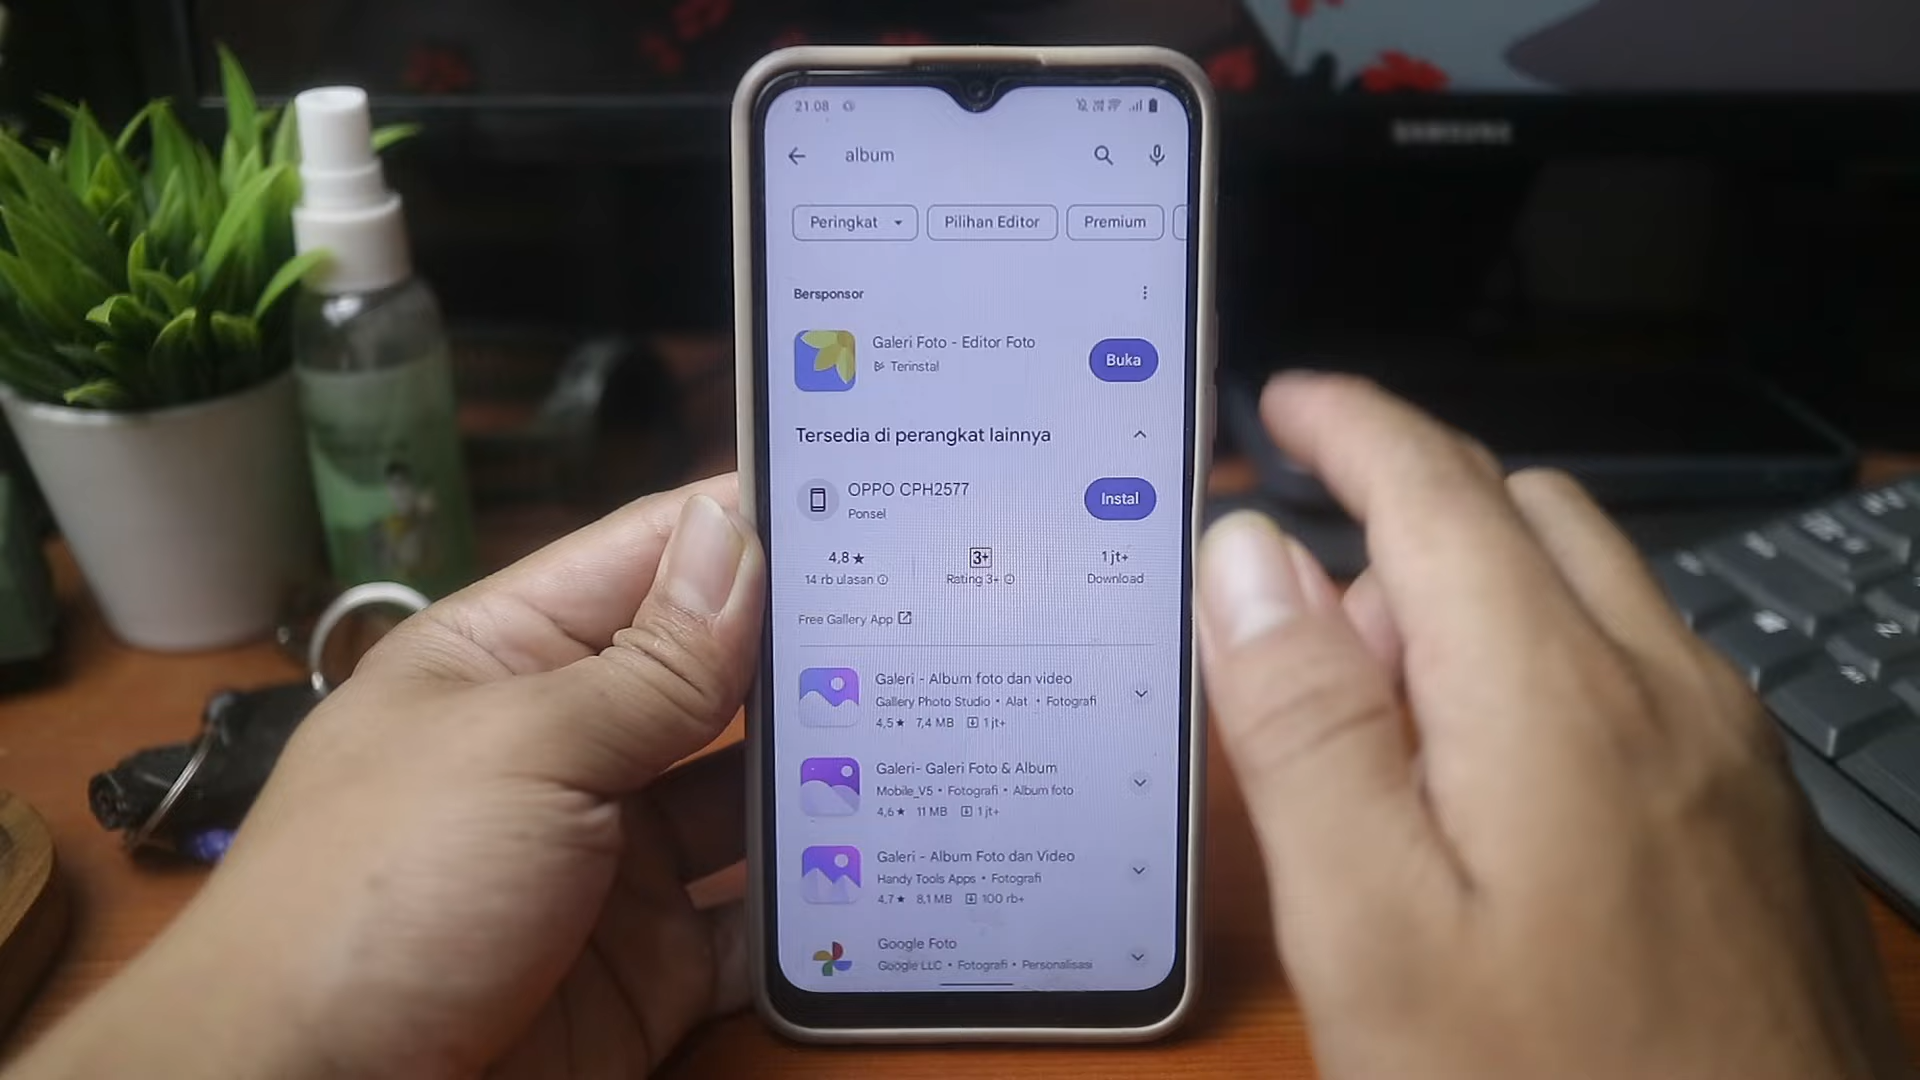 SAMSUNG
21.08
album
Peringkat
Pilihan Editor
Premium
Bersponsor
Galeri Foto - Editor Foto
Terinstal
Buka
Tersedia di perangkat lainnya
OPPO CPH2577
Ponsel
Instal
4,8★ 3+ 1 jt+
14 rb ulasan Rating 3+ Download
Free Gallery App
Galeri - Album foto dan video
Gallery Photo Studio • Alat • Fotografi
4,5★ 7,4 MB 1 jt+
Galeri- Galeri Foto & Album
Mobile_V5 • Fotografi • Album foto
4,6★ 11 MB 1 jt+
Galeri - Album Foto dan Video
Handy Tools Apps • Fotografi
4,7★ 8,1 MB 100 rb+
Google Foto
Google LLC • Fotografi • Personalisasi